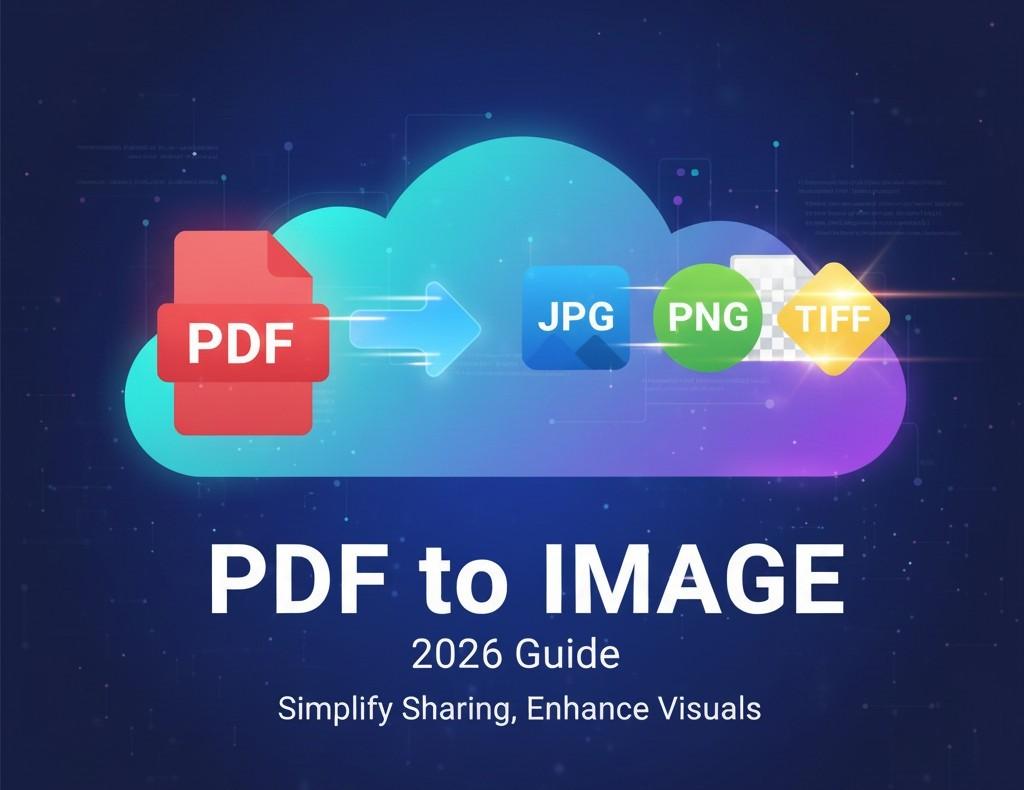 PDF
JPG
PNG
TIFF
PDF to IMAGE
2026 Guide
Simplify Sharing, Enhance Visuals